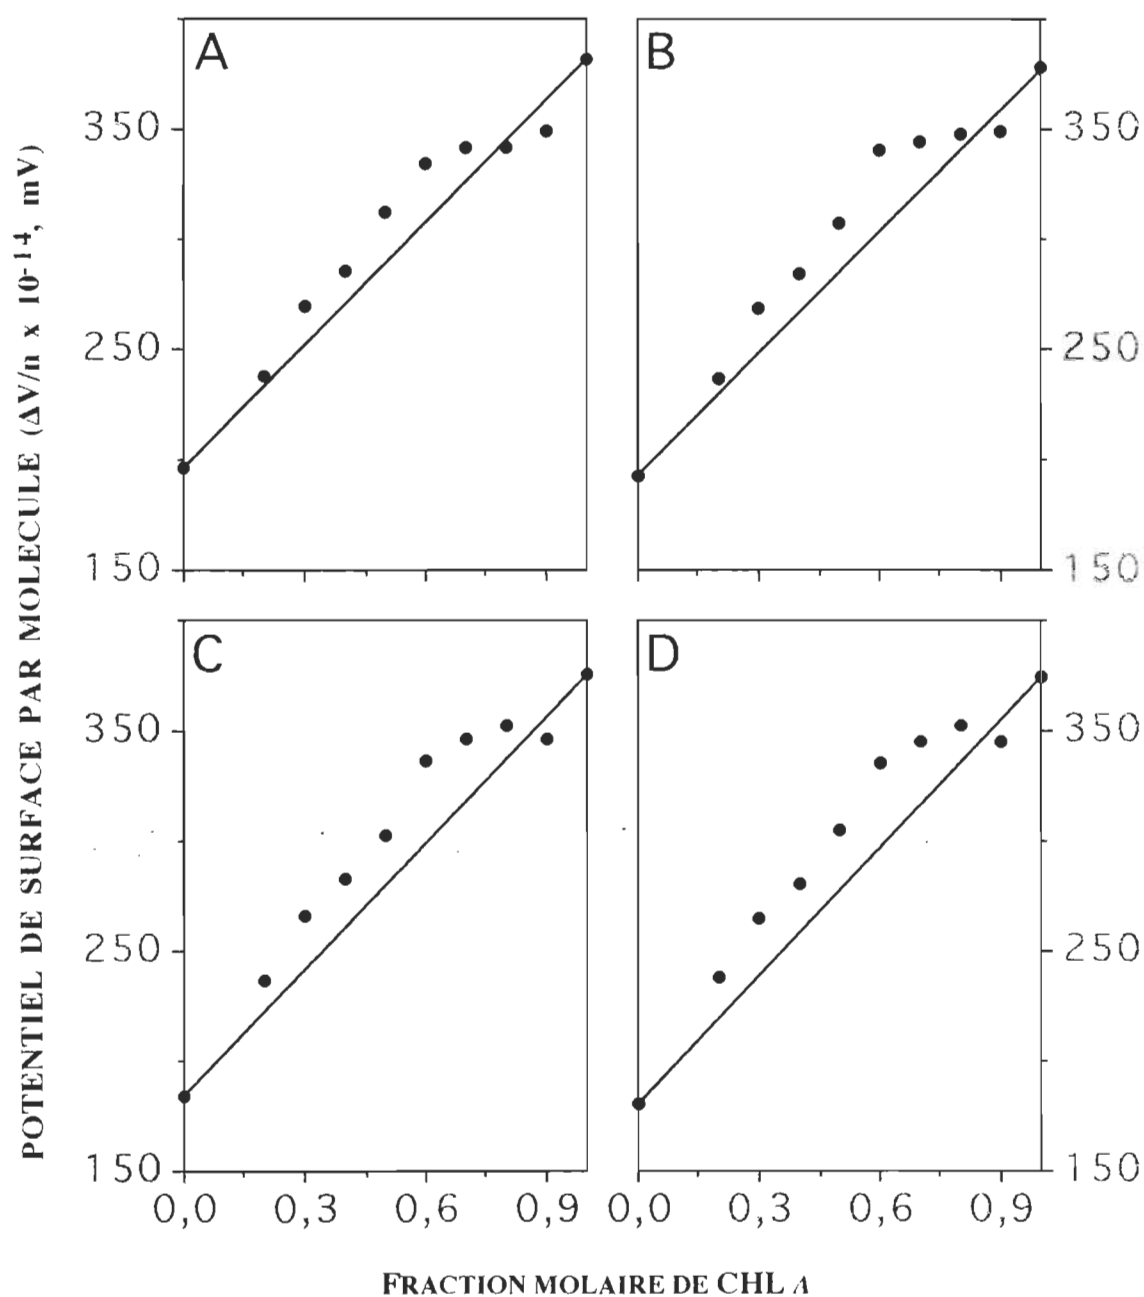 POTENTIEL DE SURFACE PAR MOLECULE (ΔV/n x 10⁻¹⁴, mV)
A
350
250
150
B
350
250
150
C
350
250
150
0,0 0,3 0,6 0,9
D
350
250
150
0,0 0,3 0,6 0,9
FRACTION MOLAIRE DE CHL A